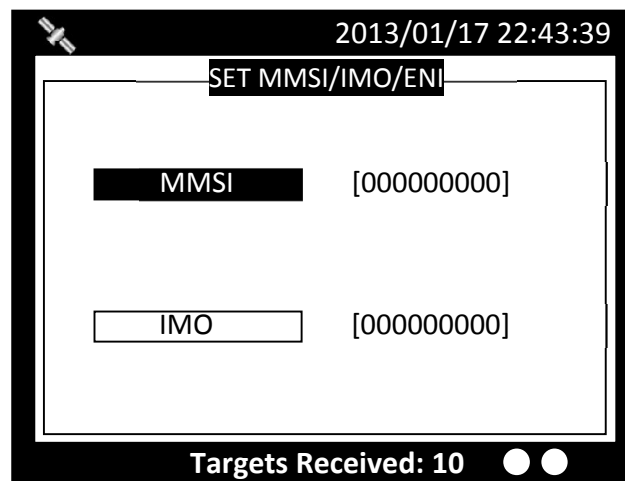 2013/01/17 22:43:39
SET MMSI/IMO/ENI
MMSI [000000000]
IMO [000000000]
Targets Received: 10